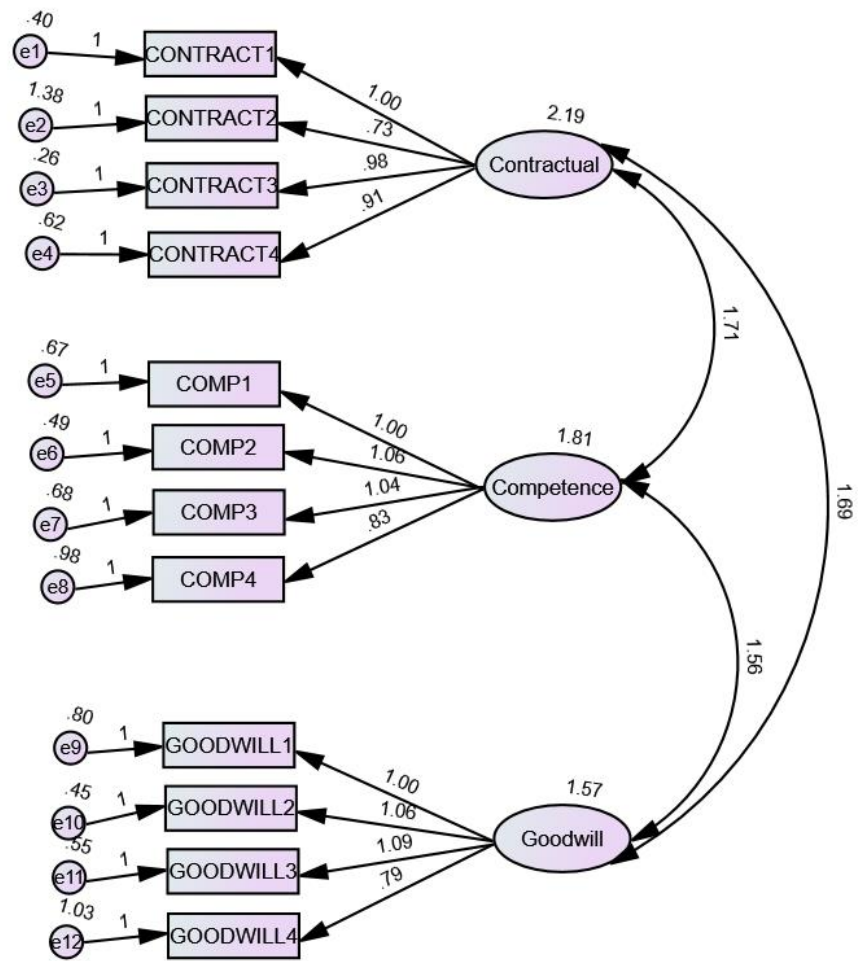 .40
e1
1
CONTRACT1
1.38
e2
1
CONTRACT2
.26
e3
1
CONTRACT3
.62
e4
1
CONTRACT4
1.00
.73
.98
.91
2.19
Contractual
.67
e5
1
COMP1
.49
e6
1
COMP2
.68
e7
1
COMP3
.98
e8
1
COMP4
1.00
1.06
1.04
.83
1.81
Competence
.80
e9
1
GOODWILL1
.45
e10
1
GOODWILL2
.55
e11
1
GOODWILL3
1.03
e12
1
GOODWILL4
1.00
1.06
1.09
.79
1.57
Goodwill
1.71
1.69
1.56